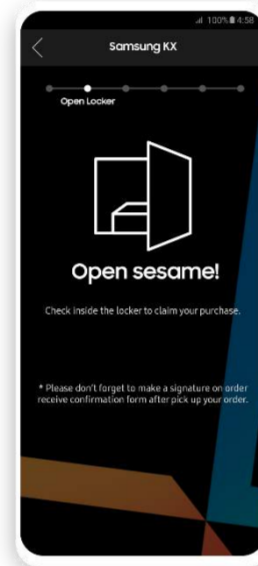 100% 4:58
Samsung KX
Open Locker
Open sesame!
Check inside the locker to claim your purchase.
* Please don't forget to make a signature on order
receive confirmation form after pick up your order.